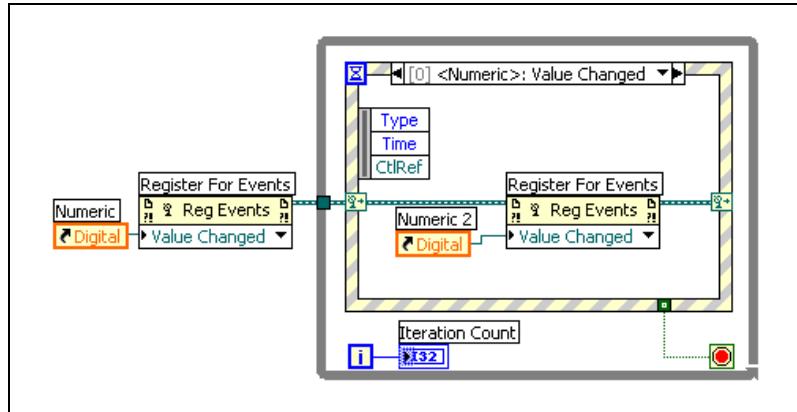 [0] <Numeric>: Value Changed
Type
Time
CtlRef
Register For Events
Reg Events
Value Changed
Numeric
Digital
Register For Events
Reg Events
Value Changed
Numeric 2
Digital
Iteration Count
i
I32